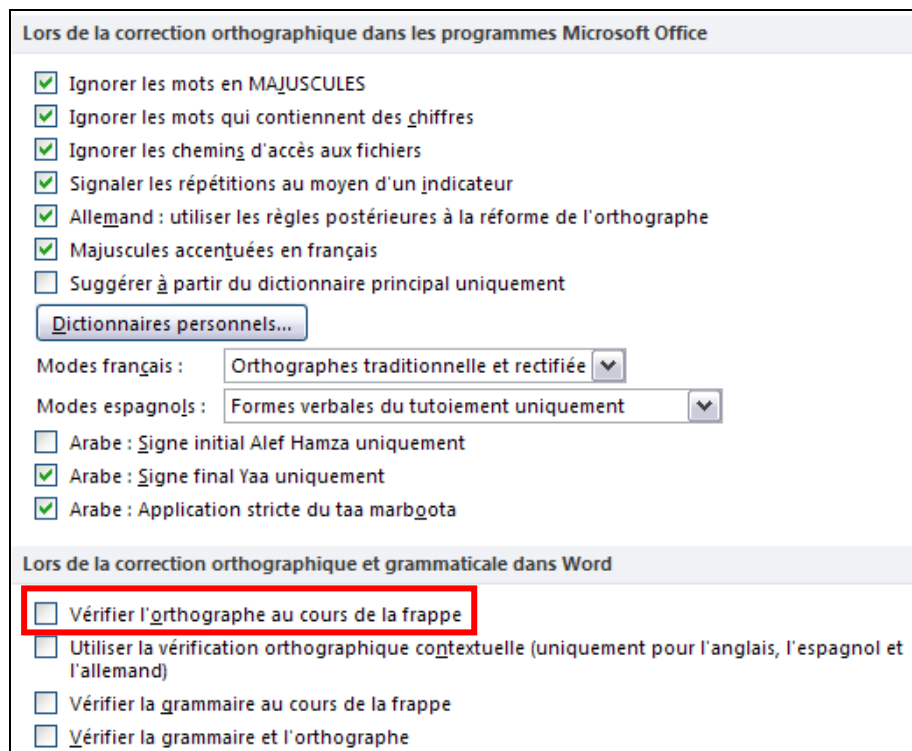 Lors de la correction orthographique dans les programmes Microsoft Office
Ignorer les mots en MAJUSCULES
Ignorer les mots qui contiennent des chiffres
Ignorer les chemins d'accès aux fichiers
Signaler les répétitions au moyen d'un indicateur
Allemand : utiliser les règles postérieures à la réforme de l'orthographe
Majuscules accentuées en français
Suggérer à partir du dictionnaire principal uniquement
Dictionnaires personnels...
Modes français : Orthographes traditionnelle et rectifiée
Modes espagnols : Formes verbales du tutoiement uniquement
Arabe : Signe initial Alef Hamza uniquement
Arabe : Signe final Yaa uniquement
Arabe : Application stricte du taa marboota
Lors de la correction orthographique et grammaticale dans Word
Vérifier l'orthographe au cours de la frappe
Utiliser la vérification orthographique contextuelle (uniquement pour l'anglais, l'espagnol et
l'allemand)
Vérifier la grammaire au cours de la frappe
Vérifier la grammaire et l'orthographe